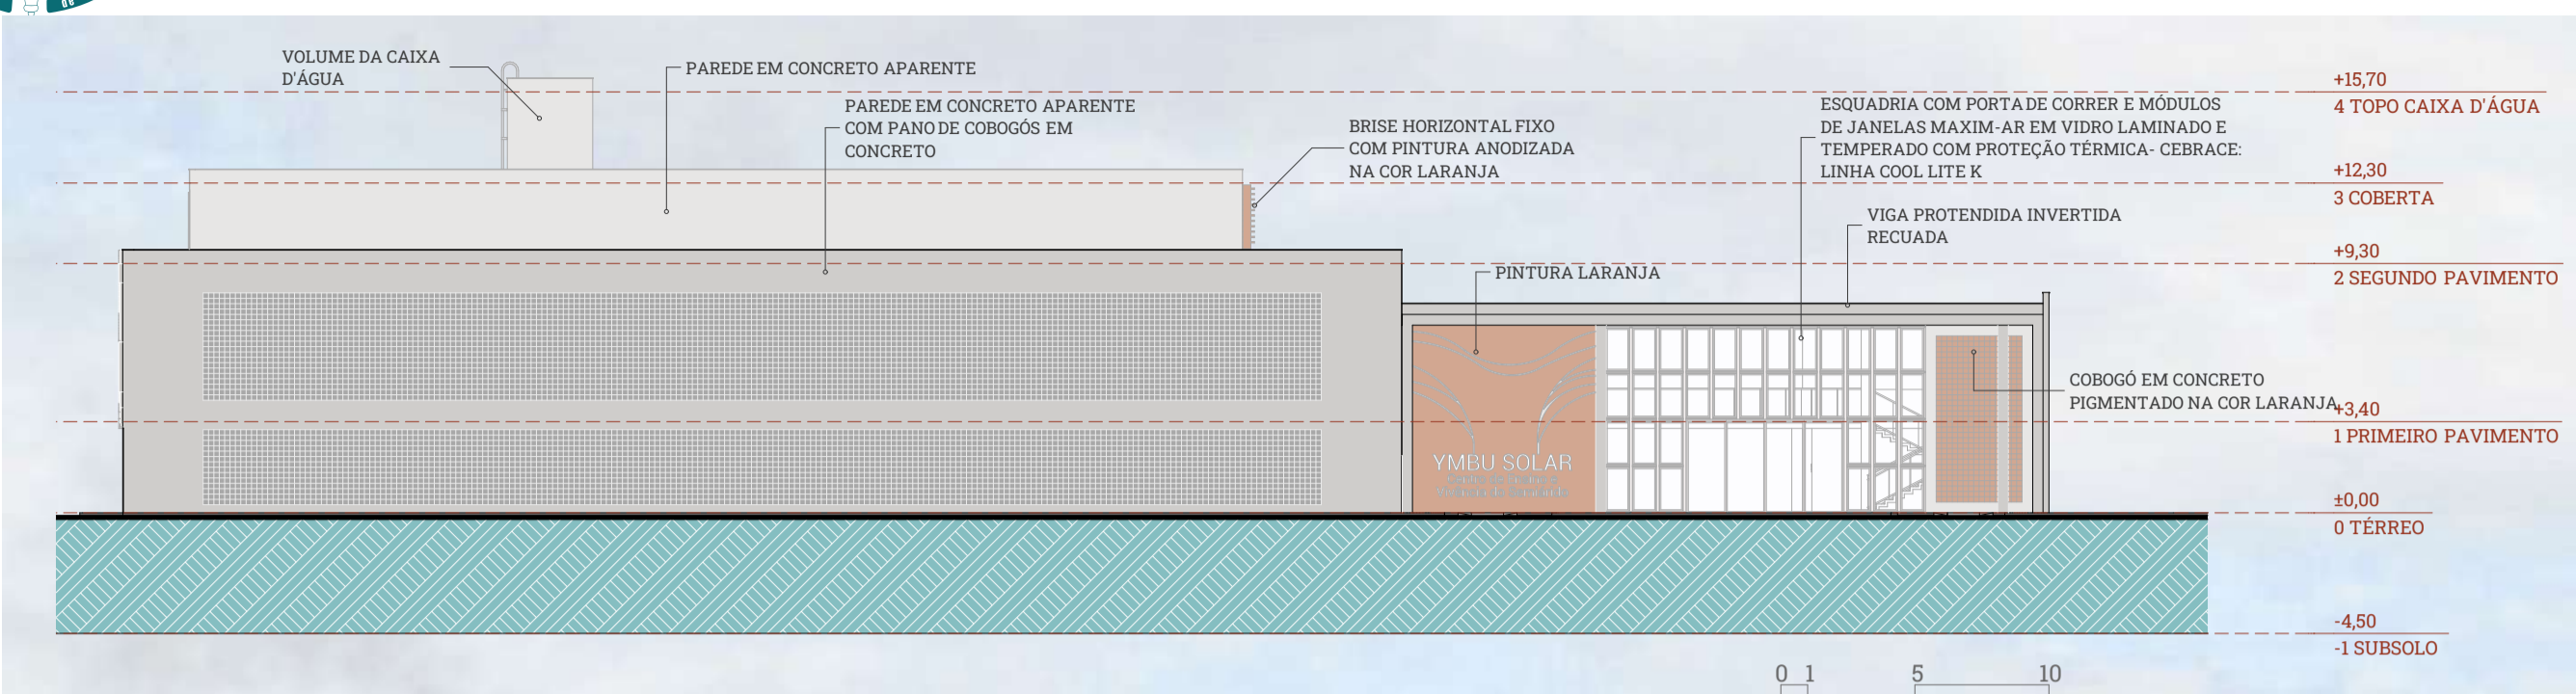 VOLUME DA CAIXA
D'ÁGUA
PAREDE EM CONCRETO APARENTE
PAREDE EM CONCRETO APARENTE
COM PANO DE COBOGÓS EM
CONCRETO
BRISE HORIZONTAL FIXO
COM PINTURA ANODIZADA
NA COR LARANJA
ESQUADRIA COM PORTA DE CORRER E MÓDULOS
DE JANELAS MAXIM-AR EM VIDRO LAMINADO E
TEMPERADO COM PROTEÇÃO TÉRMICA- CEBRACE:
LINHA COOL LITE K
VIGA PROTENDIDA INVERTIDA
RECUADA
PINTURA LARANJA
COBOGÓ EM CONCRETO
PIGMENTADO NA COR LARANJA
YMBU SOLAR
+15,70
4 TOPO CAIXA D'ÁGUA
+12,30
3 COBERTA
+9,30
2 SEGUNDO PAVIMENTO
+3,40
1 PRIMEIRO PAVIMENTO
±0,00
0 TÉRREO
-4,50
-1 SUBSOLO
0 1 5 10